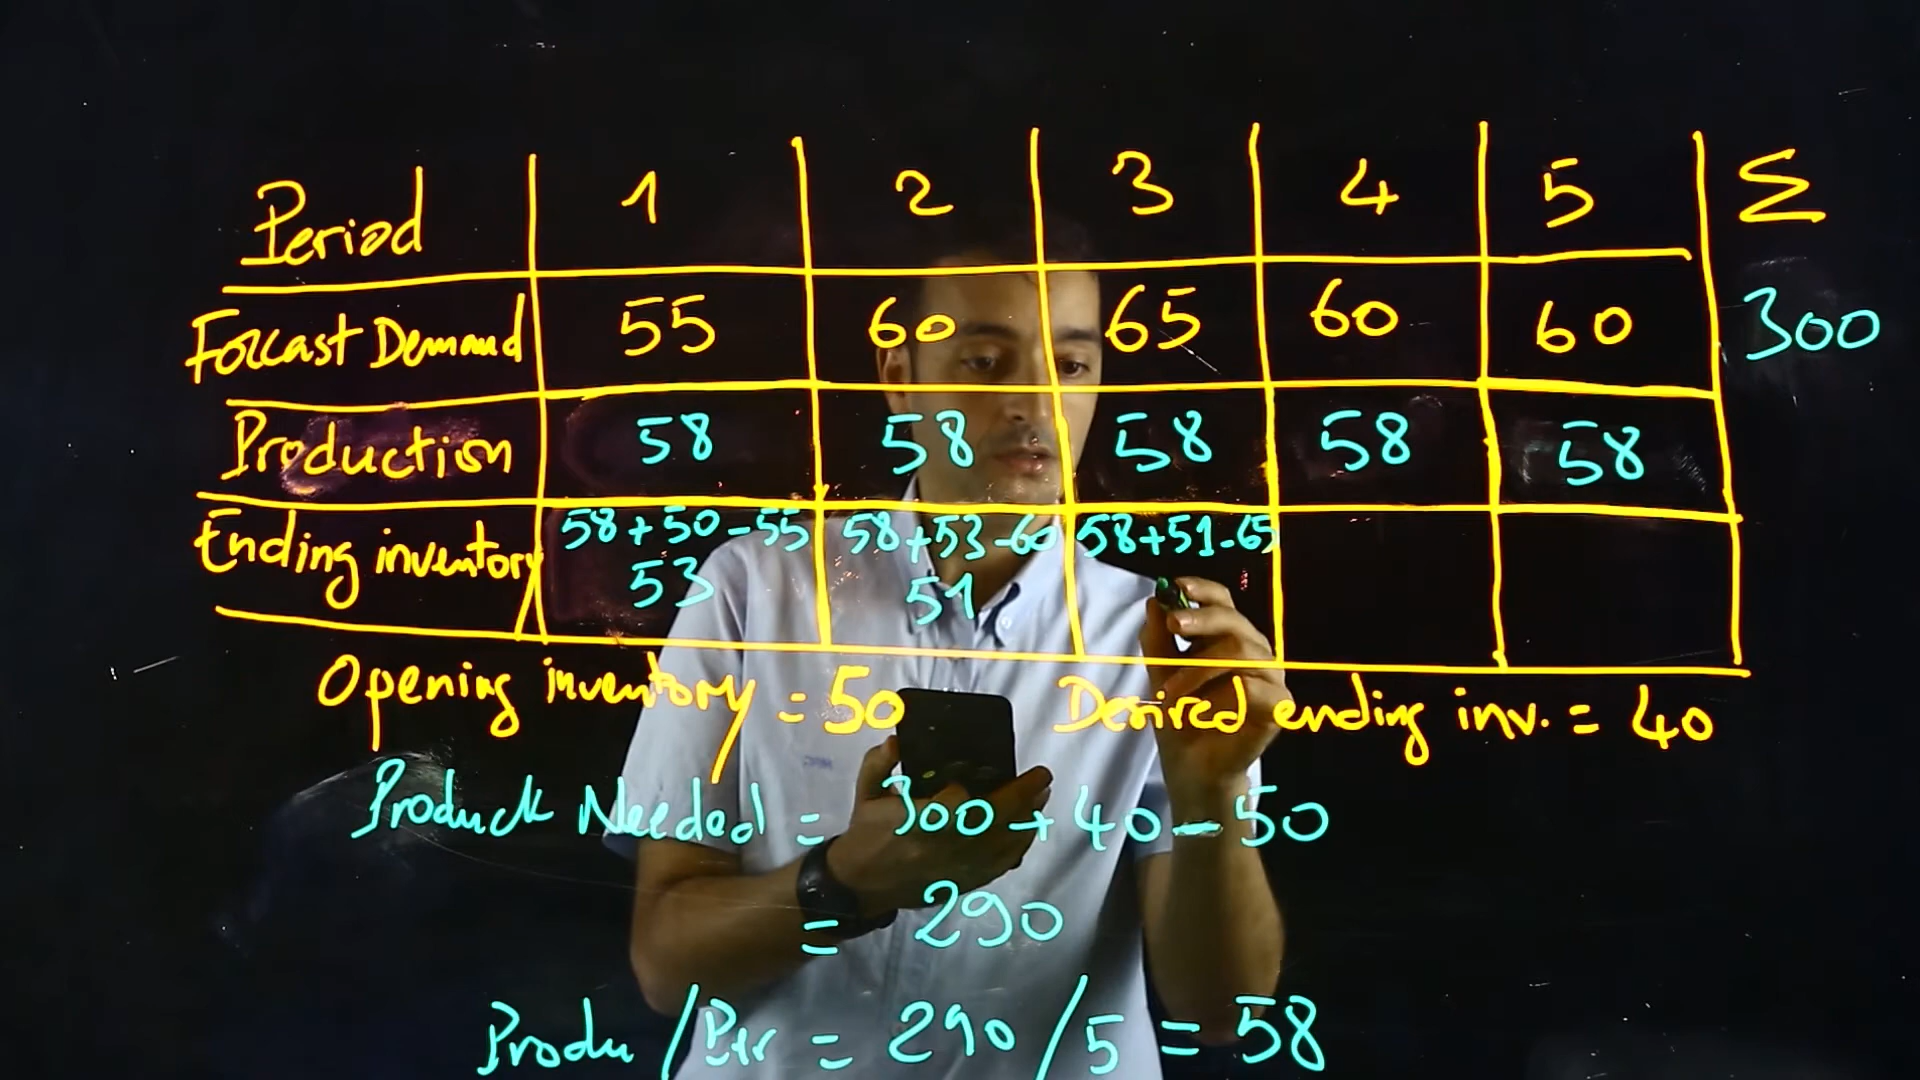 Period 1 2 3 4 5 Σ
Forcast Demand 55 60 65 60 60 300
Production 58 58 58 58 58
Ending inventory 58+50-55 58+53-60 58+51-65
53 51
Opening inventory = 50 Desired ending inv. = 40
Product Needed = 300 + 40 - 50
= 290
Produ/Per = 290/5 = 58